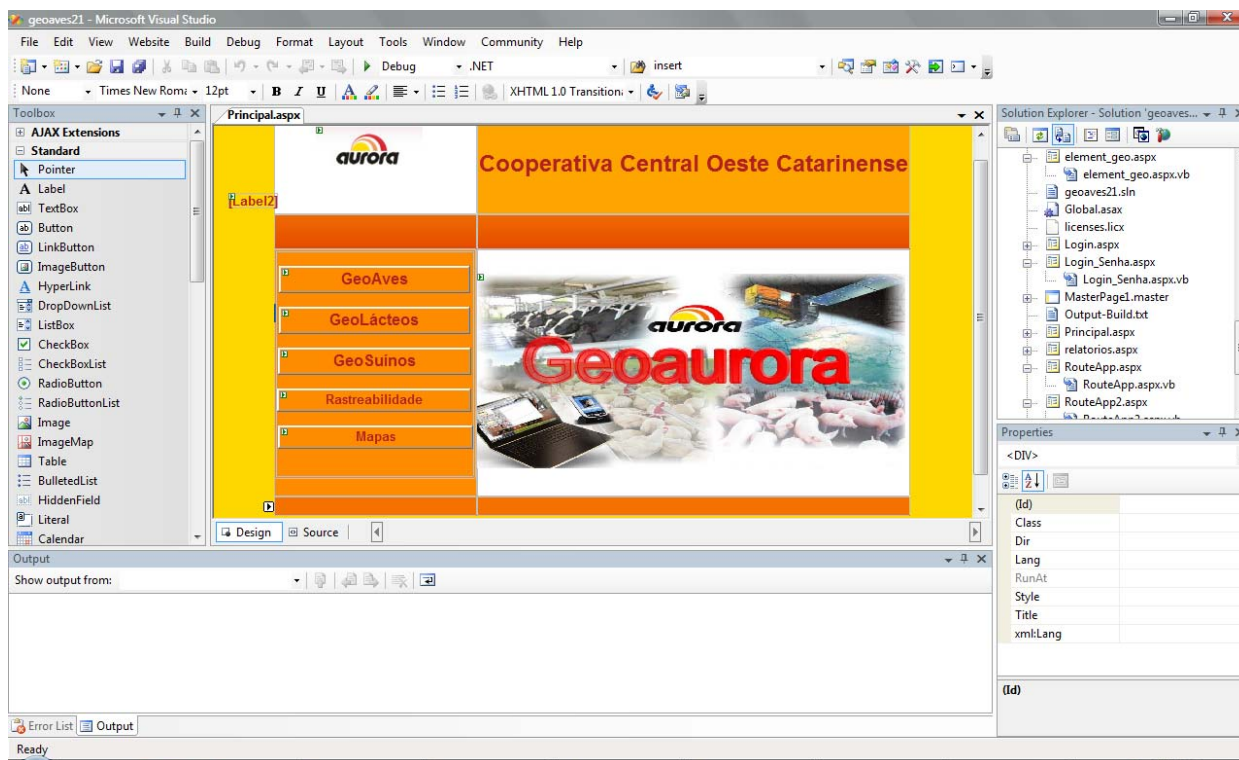 geoaves21 - Microsoft Visual Studio
File Edit View Website Build Debug Format Layout Tools Window Community Help
Debug .NET insert
None Times New Roma 12pt B I U A XHTML 1.0 Transition:
Toolbox
AJAX Extensions
Standard
Pointer
A Label
abl TextBox
ab Button
LinkButton
ImageButton
A HyperLink
DropDownList
ListBox
CheckBox
CheckBoxList
RadioButton
RadioButtonList
Image
ImageMap
Table
BulletedList
HiddenField
Literal
Calendar
Principal.aspx
aurora
Cooperativa Central Oeste Catarinense
[Label2]
GeoAves
GeoLácteos
GeoSuínos
Rastreabilidade
Mapas
aurora
Geoaurora
Design Source
Solution Explorer - Solution 'geoaves...
element_geo.aspx
element_geo.aspx.vb
geoaves21.sln
Global.asax
licenses.licx
Login.aspx
Login_Senha.aspx
Login_Senha.aspx.vb
MasterPage1.master
Output-Build.txt
Principal.aspx
relatorios.aspx
RouteApp.aspx
RouteApp.aspx.vb
RouteApp2.aspx
Properties
<DIV>
(Id)
Class
Dir
Lang
RunAt
Style
Title
xml:Lang
(Id)
Output
Show output from:
Error List Output
Ready